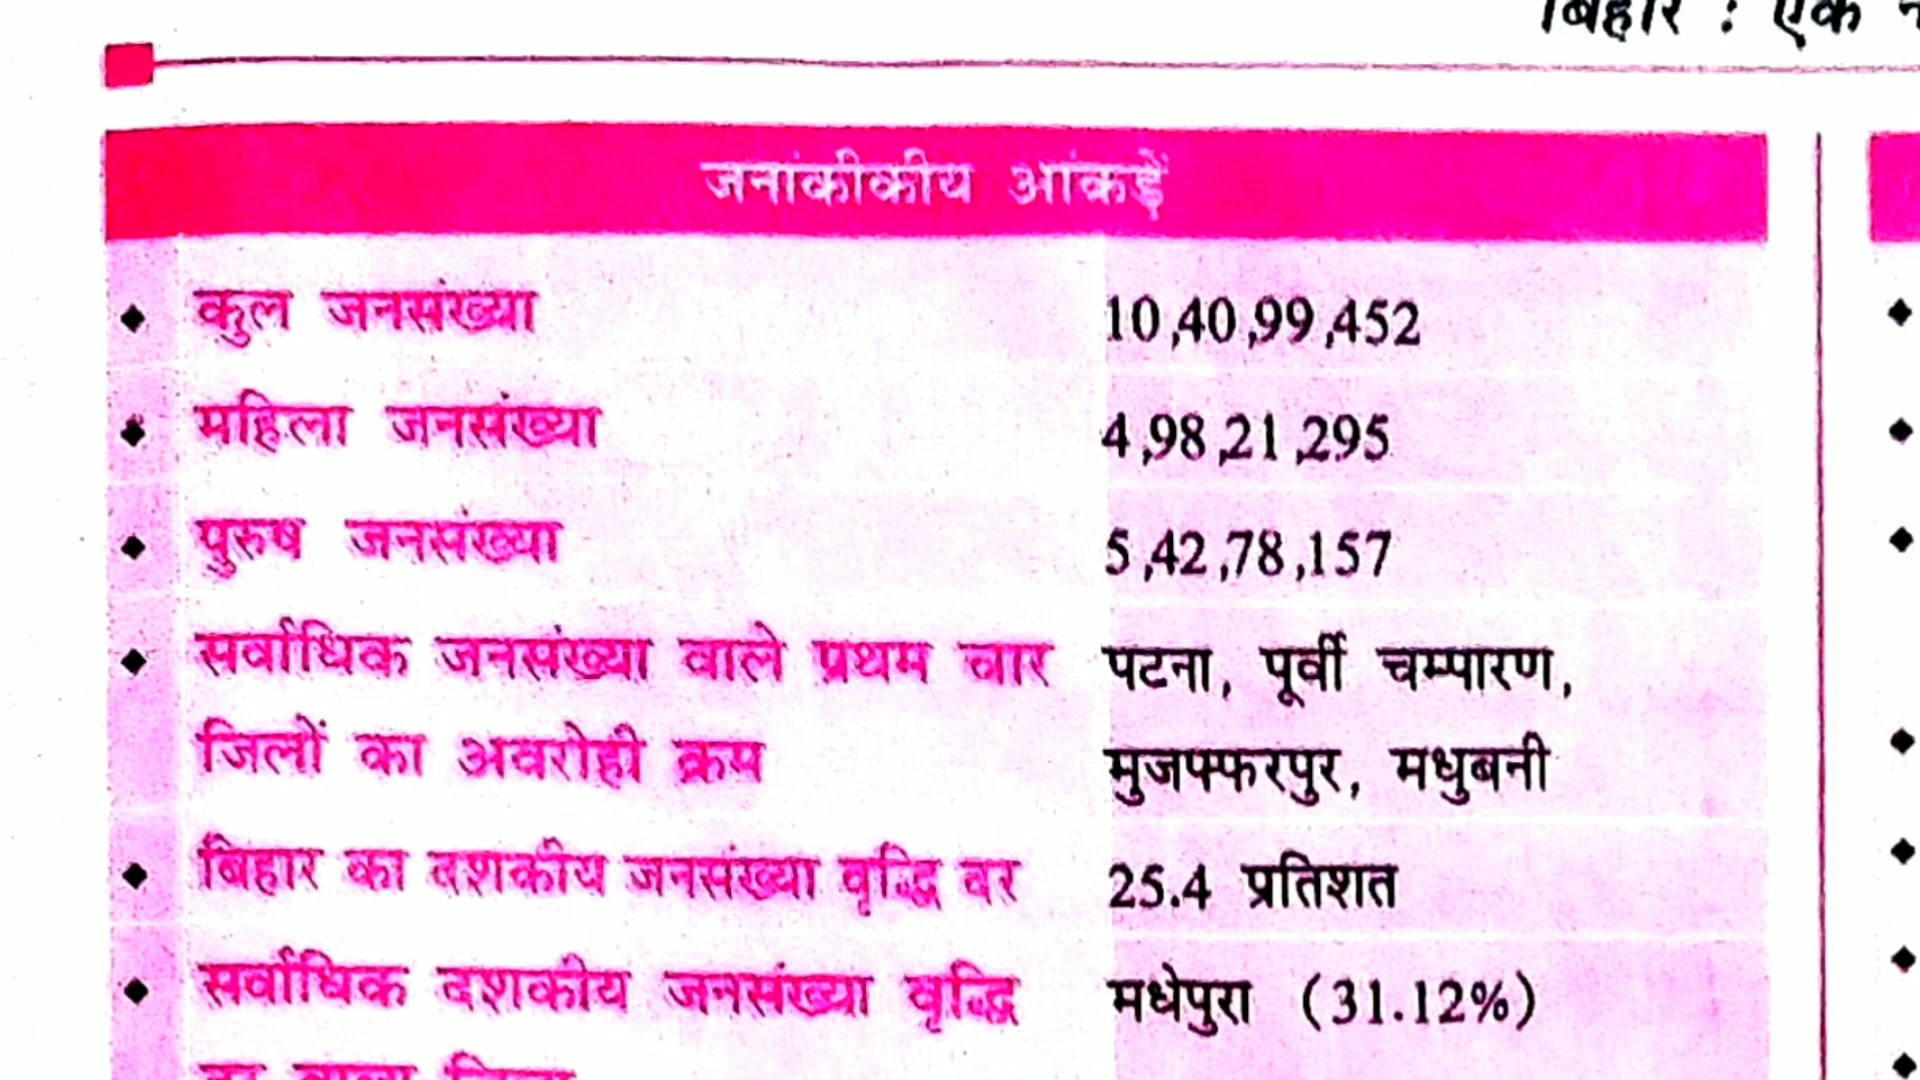 बिहार : एक
जनांकीकीय आंकड़ें
कुल जनसंख्या 10,40,99,452
महिला जनसंख्या 4,98,21,295
पुरुष जनसंख्या 5,42,78,157
सर्वाधिक जनसंख्या वाले प्रथम चार पटना, पूर्वी चम्पारण,
जिलों का अवरोही क्रम मुजफ्फरपुर, मधुबनी
बिहार का दशकीय जनसंख्या वृद्धि दर 25.4 प्रतिशत
सर्वाधिक दशकीय जनसंख्या वृद्धि मधेपुरा (31.12%)